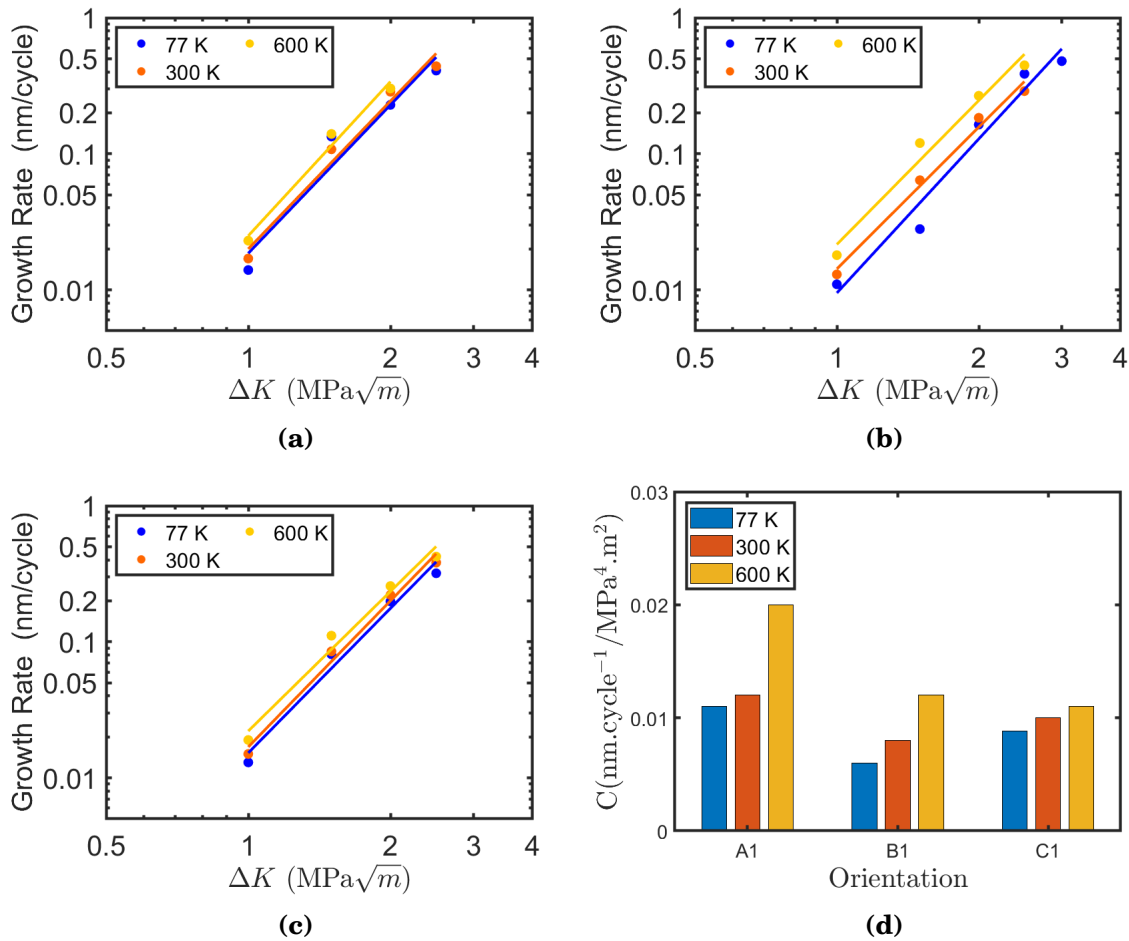 Growth Rate (nm/cycle)
1
0.5
0.2
0.1
0.05
0.01
77 K
600 K
300 K
0.5
1
2
3
4
ΔK (MPa√m)
(a)
Growth Rate (nm/cycle)
1
0.5
0.2
0.1
0.05
0.01
77 K
600 K
300 K
0.5
1
2
3
4
ΔK (MPa√m)
(b)
Growth Rate (nm/cycle)
1
0.5
0.2
0.1
0.05
0.01
77 K
600 K
300 K
0.5
1
2
3
4
ΔK (MPa√m)
(c)
C(nm.cycle⁻¹/MPa⁴.m²)
0.03
0.02
0.01
0
77 K
300 K
600 K
A1
B1
C1
Orientation
(d)